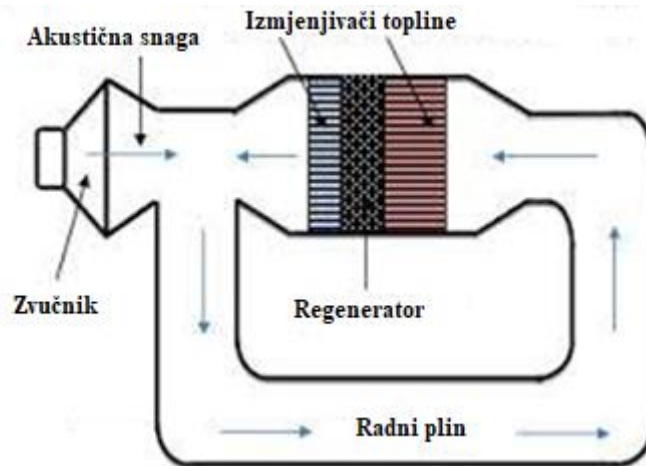 Izmjenjivači topline
Akustična snaga
Zvučnik
Regenerator
Radni plin